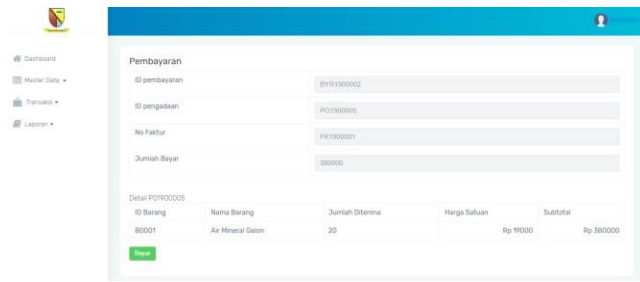 Dashboard
Master Data
Transaksi
Laporan
Pembayaran
ID pembayaran
BYR1900002
ID pengadaan
PO1900005
No Faktur
FK1900001
Jumlah Bayar
380000
Detail PO1900005
ID Barang Nama Barang Jumlah Diterima Harga Satuan Subtotal
B0001 Air Mineral Galon 20 Rp 19000 Rp 380000
Bayar